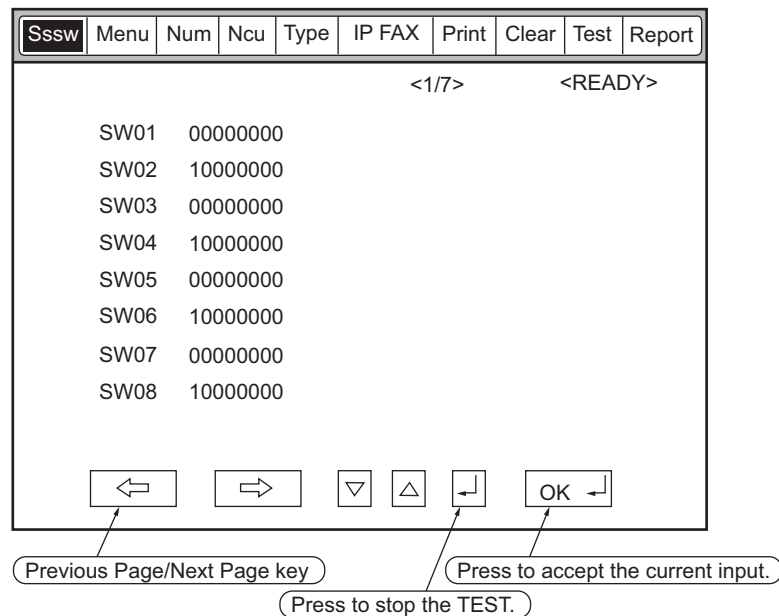 Sssw Menu Num Ncu Type IP FAX Print Clear Test Report
<1/7> <READY>
SW01 00000000
SW02 10000000
SW03 00000000
SW04 10000000
SW05 00000000
SW06 10000000
SW07 00000000
SW08 10000000
OK
Previous Page/Next Page key
Press to accept the current input.
Press to stop the TEST.